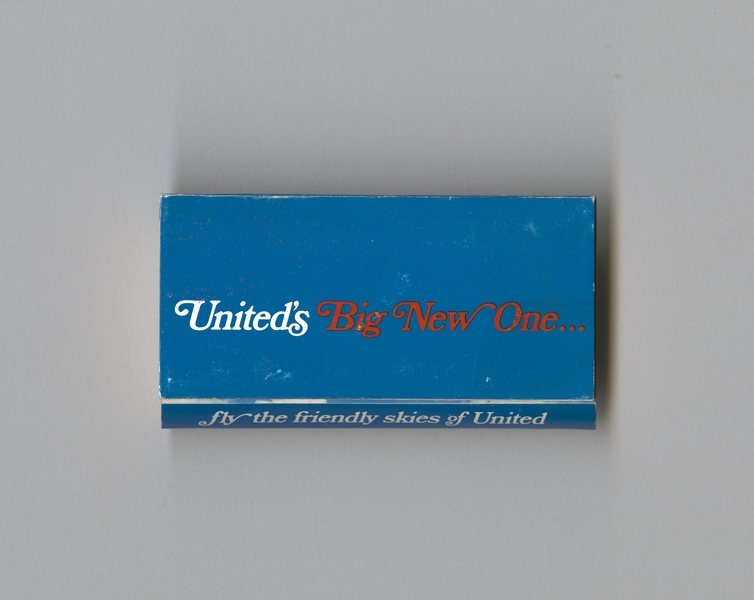 United's Big New One...
fly the friendly skies of United